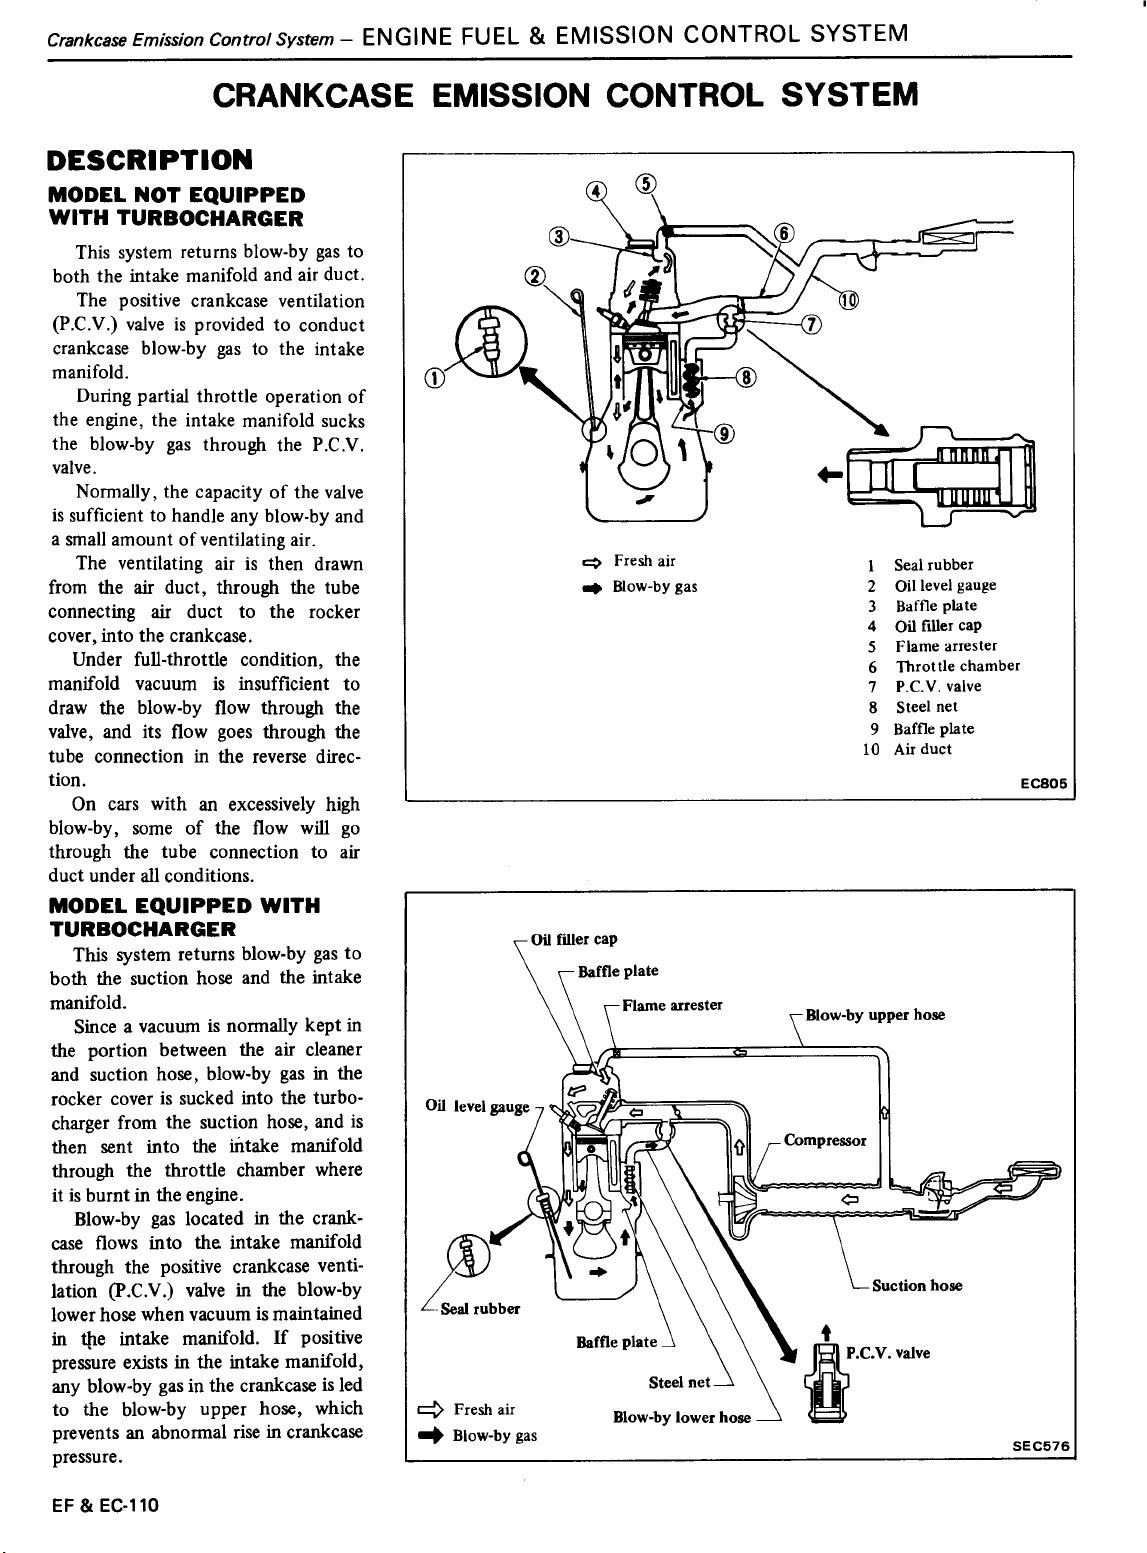 Crankcase Emission Control System – ENGINE FUEL & EMISSION CONTROL SYSTEM
CRANKCASE EMISSION CONTROL SYSTEM
DESCRIPTION
MODEL NOT EQUIPPED
WITH TURBOCHARGER
This system returns blow-by gas to
both the intake manifold and air duct.
The positive crankcase ventilation
(P.C.V.) valve is provided to conduct
crankcase blow-by gas to the intake
manifold.
During partial throttle operation of
the engine, the intake manifold sucks
the blow-by gas through the P.C.V.
valve.
Normally, the capacity of the valve
is sufficient to handle any blow-by and
a small amount of ventilating air.
The ventilating air is then drawn
from the air duct, through the tube
connecting air duct to the rocker
cover, into the crankcase.
Under full-throttle condition, the
manifold vacuum is insufficient to
draw the blow-by flow through the
valve, and its flow goes through the
tube connection in the reverse direc-
tion.
On cars with an excessively high
blow-by, some of the flow will go
through the tube connection to air
duct under all conditions.
MODEL EQUIPPED WITH
TURBOCHARGER
This system returns blow-by gas to
both the suction hose and the intake
manifold.
Since a vacuum is normally kept in
the portion between the air cleaner
and suction hose, blow-by gas in the
rocker cover is sucked into the turbo-
charger from the suction hose, and is
then sent into the intake manifold
through the throttle chamber where
it is burnt in the engine.
Blow-by gas located in the crank-
case flows into the intake manifold
through the positive crankcase venti-
lation (P.C.V.) valve in the blow-by
lower hose when vacuum is maintained
in the intake manifold. If positive
pressure exists in the intake manifold,
any blow-by gas in the crankcase is led
to the blow-by upper hose, which
prevents an abnormal rise in crankcase
pressure.
4
5
3
6
2
10
7
1
8
9
Fresh air
Blow-by gas
1 Seal rubber
2 Oil level gauge
3 Baffle plate
4 Oil filler cap
5 Flame arrester
6 Throttle chamber
7 P.C.V. valve
8 Steel net
9 Baffle plate
10 Air duct
EC805
Oil filler cap
Baffle plate
Flame arrester
Blow-by upper hose
Oil level gauge
Compressor
Suction hose
Seal rubber
Baffle plate
P.C.V. valve
Steel net
Blow-by lower hose
Fresh air
Blow-by gas
SEC576
EF & EC-110